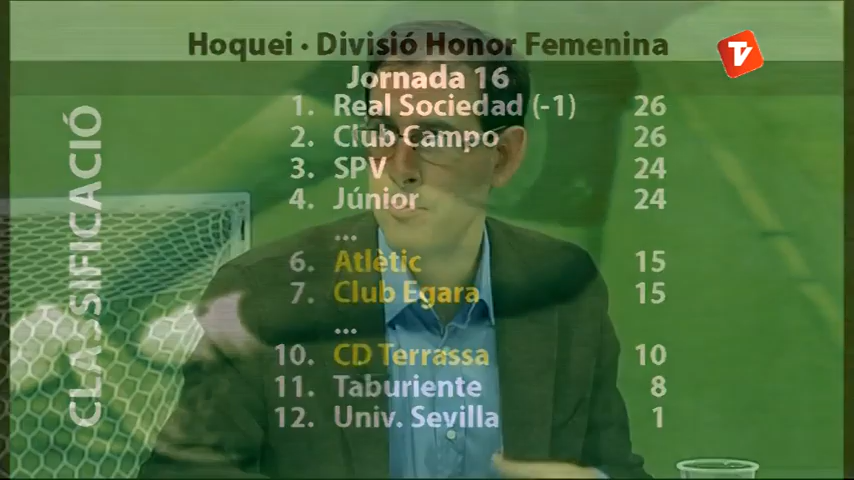 Hoquei · Divisió Honor Femenina
TV
Jornada 16
CLASSIFICACIÓ
1. Real Sociedad (-1) 26
2. Club Campo 26
3. SPV 24
4. Júnior 24
...
6. Atlètic 15
7. Club Egara 15
...
10. CD Terrassa 10
11. Taburiente 8
12. Univ. Sevilla 1